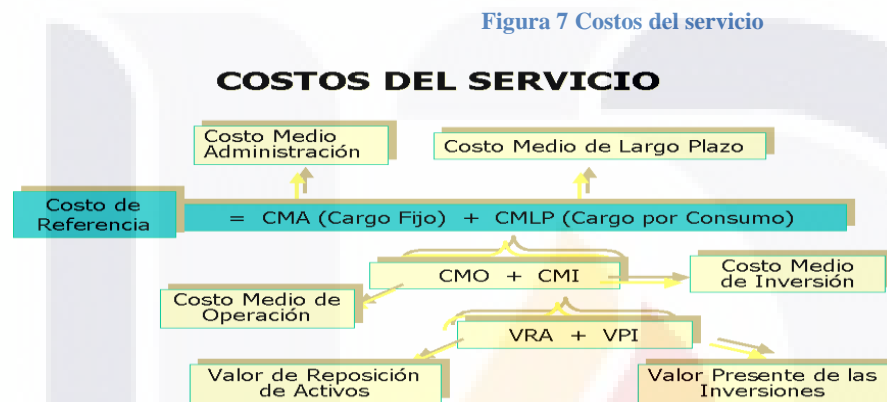 Figura 7 Costos del servicio
COSTOS DEL SERVICIO
Costo Medio
Administración
Costo Medio de Largo Plazo
Costo de
Referencia
= CMA (Cargo Fijo) + CMLP (Cargo por Consumo)
CMO + CMI
Costo Medio
de Inversión
Costo Medio de
Operación
VRA + VPI
Valor de Reposición
de Activos
Valor Presente de las
Inversiones